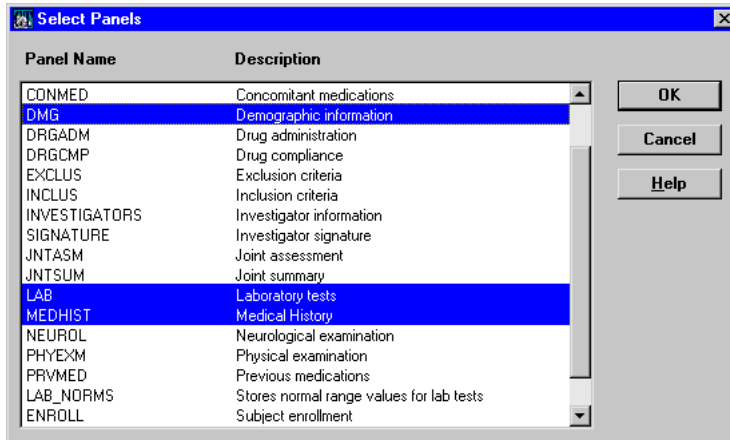 Select Panels
Panel Name Description
CONMED Concomitant medications
DMG Demographic information
DRGADM Drug administration
DRGCMP Drug compliance
EXCLUS Exclusion criteria
INCLUS Inclusion criteria
INVESTIGATORS Investigator information
SIGNATURE Investigator signature
JNTASM Joint assessment
JNTSUM Joint summary
LAB Laboratory tests
MEDHIST Medical History
NEUROL Neurological examination
PHYEXM Physical examination
PRVMED Previous medications
LAB_NORMS Stores normal range values for lab tests
ENROLL Subject enrollment
OK
Cancel
Help